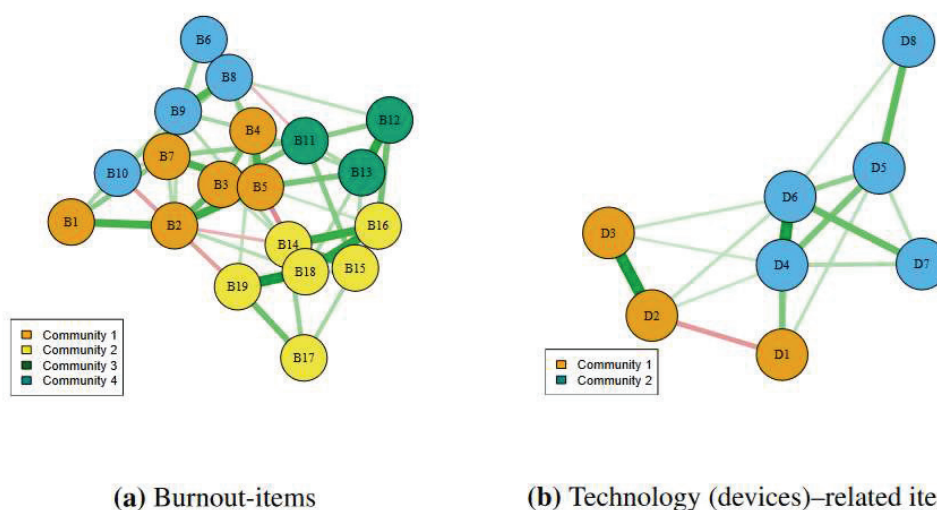 B6
B8
B9
B4
B11
B12
B7
B10
B3
B5
B13
B1
B2
B14
B16
B19
B18
B15
B17
Community 1
Community 2
Community 3
Community 4
(a) Burnout-items
D8
D5
D6
D3
D4
D7
D2
D1
Community 1
Community 2
(b) Technology (devices)–related ite